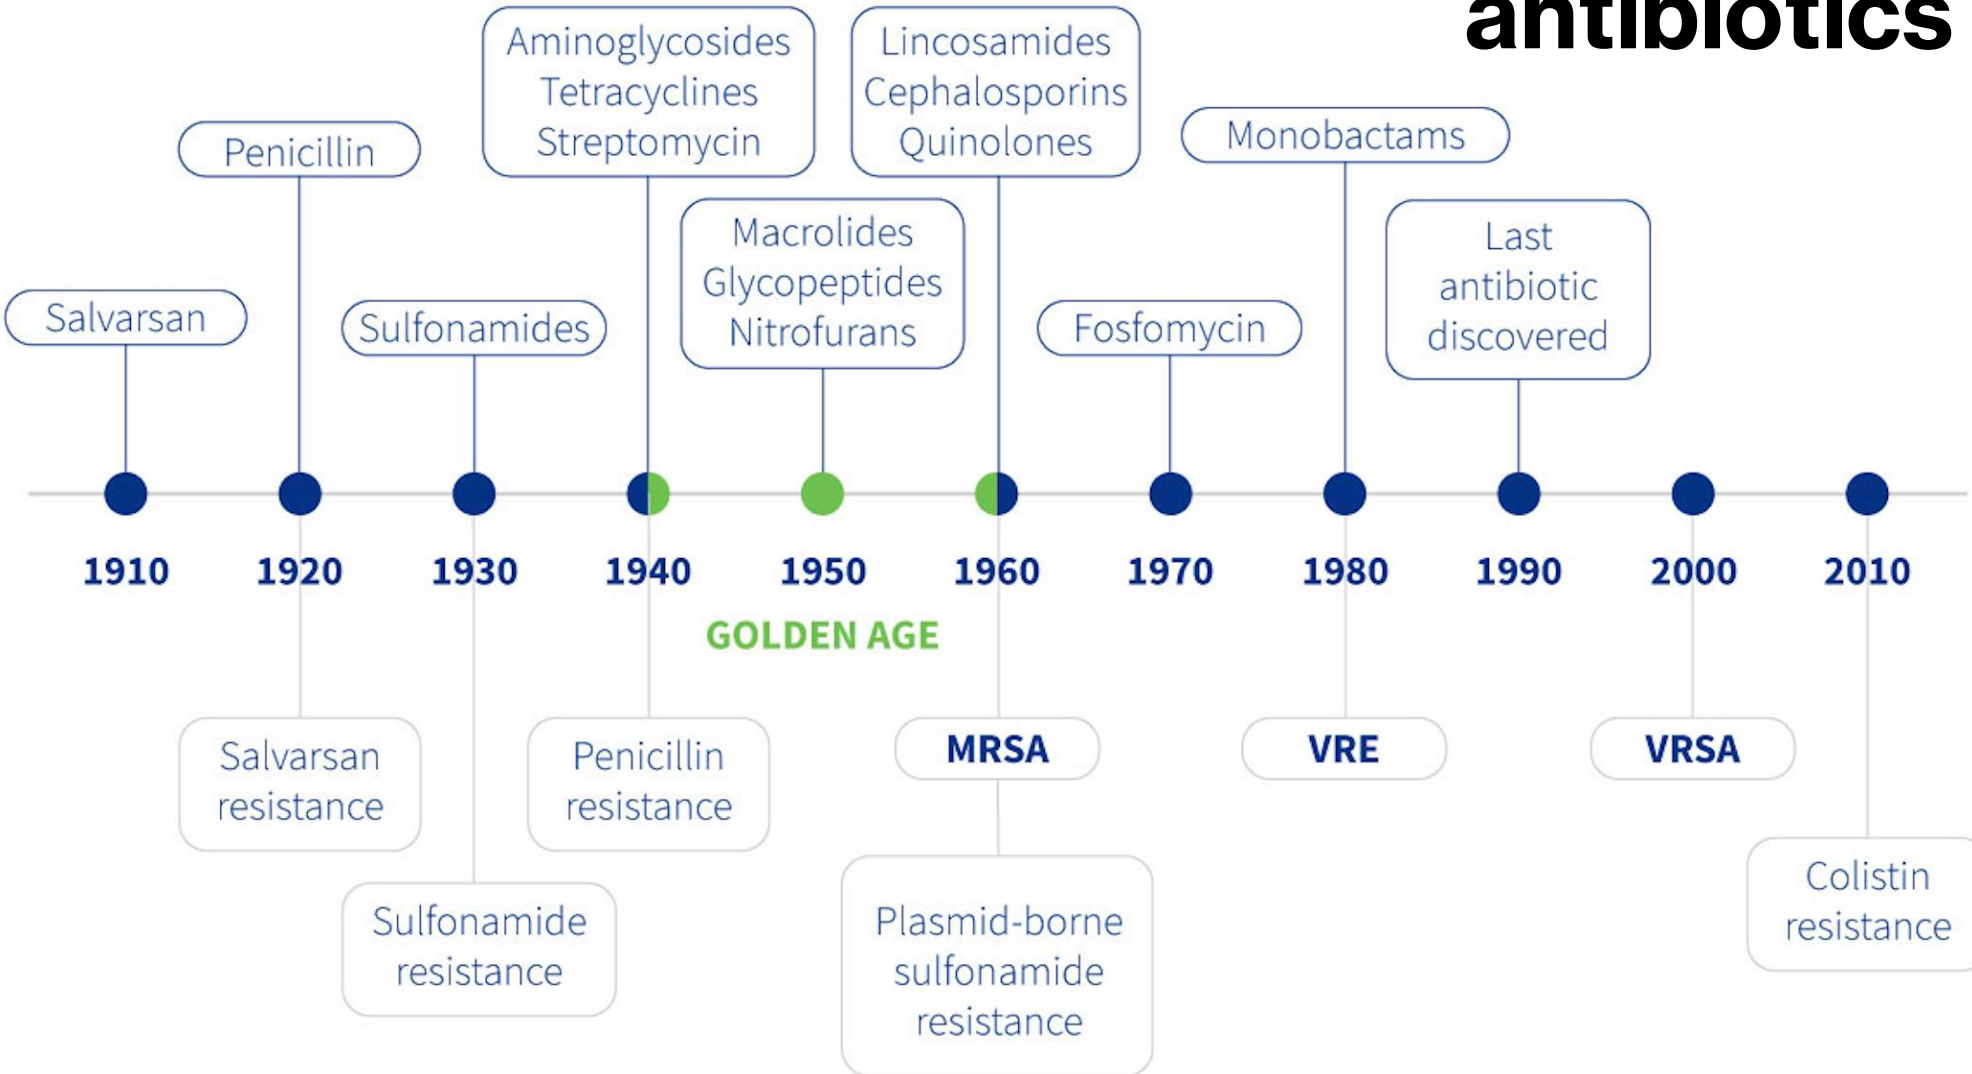 antibiotics
Aminoglycosides
Tetracyclines
Streptomycin
Lincosamides
Cephalosporins
Quinolones
Penicillin
Monobactams
Macrolides
Glycopeptides
Nitrofurans
Last
antibiotic
discovered
Salvarsan
Sulfonamides
Fosfomycin
1910
1920
1930
1940
1950
1960
1970
1980
1990
2000
2010
GOLDEN AGE
Salvarsan
resistance
Penicillin
resistance
MRSA
VRE
VRSA
Sulfonamide
resistance
Plasmid-borne
sulfonamide
resistance
Colistin
resistance